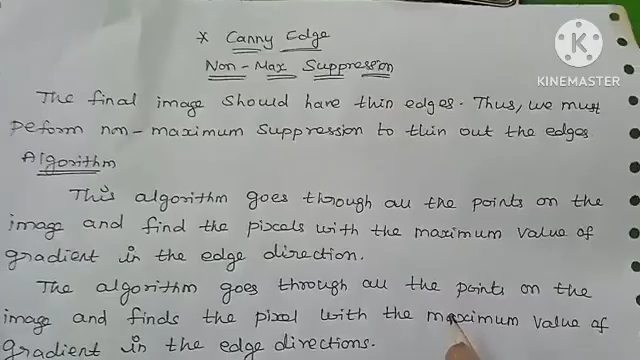 * Canny Edge
Non-Max Suppression
The final image should have thin edges. Thus, we must
peform non-maximum suppression to thin out the edges
Algorithm
This algorithm goes through all the points on the
image and find the pixels with the maximum value of
gradient in the edge direction.
The algorithm goes through all the points on the
image and finds the pixel with the maximum value of
gradient in the edge directions.
K
KINEMASTER